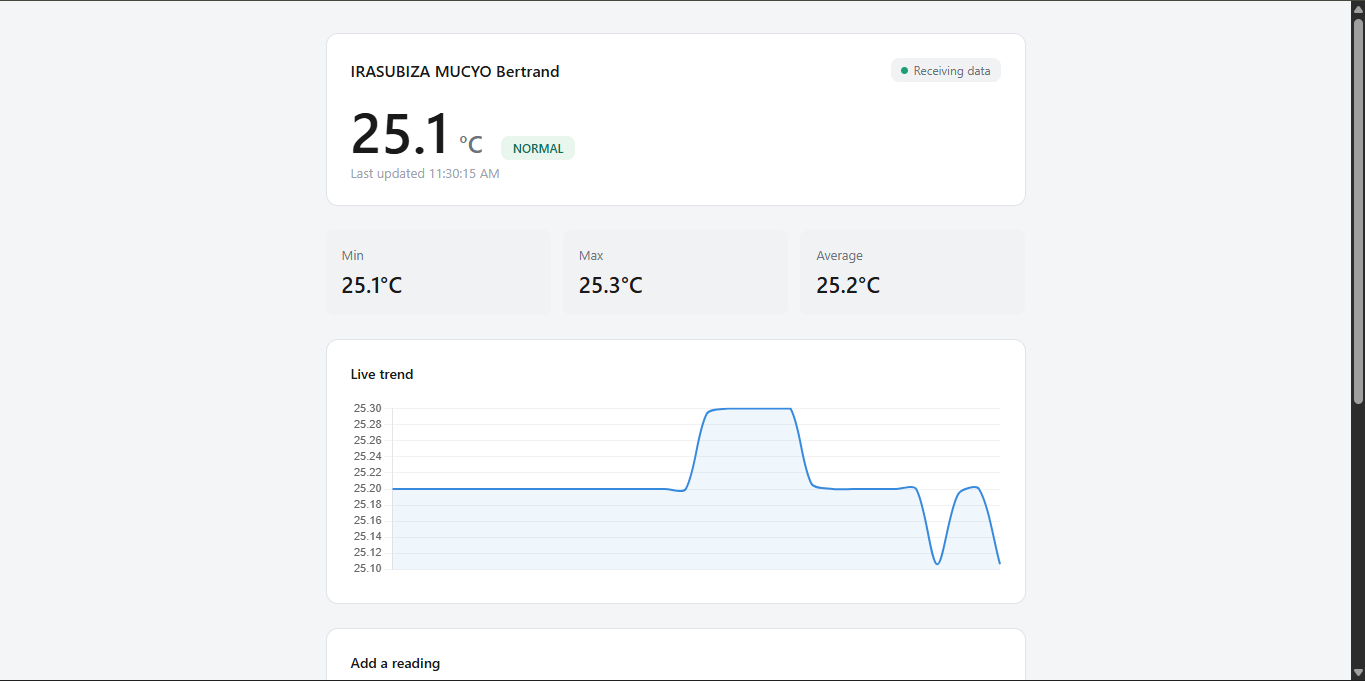 IRASUBIZA MUCYO Bertrand
Receiving data
25.1 °C NORMAL
Last updated 11:30:15 AM
Min
25.1°C
Max
25.3°C
Average
25.2°C
Live trend
25.30
25.28
25.26
25.24
25.22
25.20
25.18
25.16
25.14
25.12
25.10
Add a reading